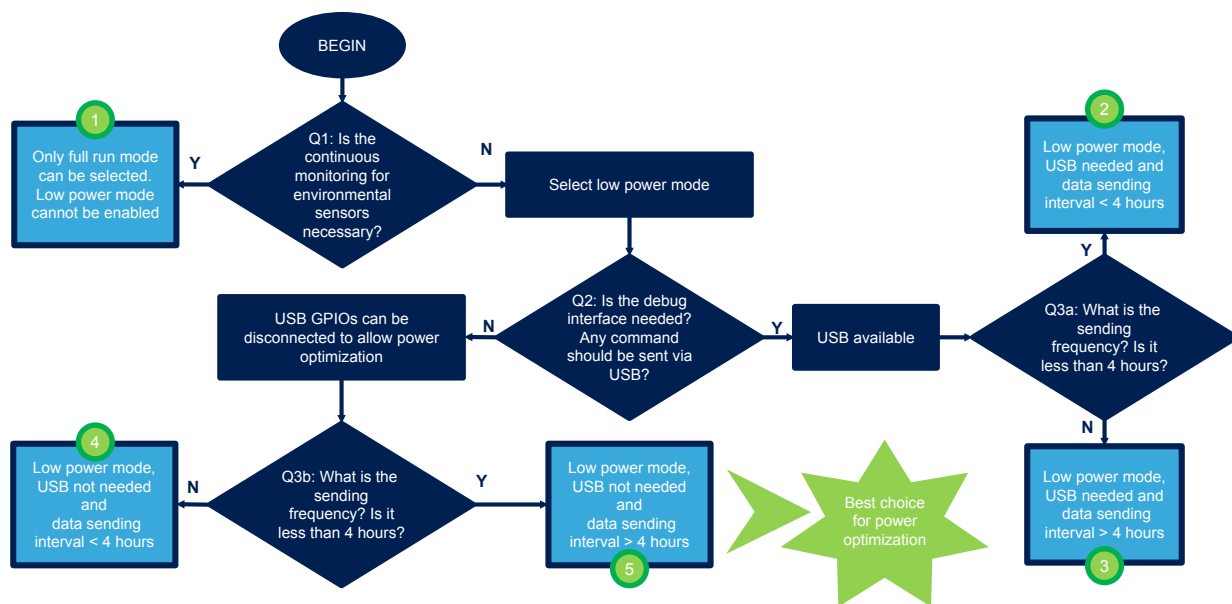 BEGIN
1
Only full run mode
can be selected.
Low power mode
cannot be enabled
Y
Q1: Is the
continuous
monitoring for
environmental
sensors
necessary?
N
Select low power mode
2
Low power mode,
USB needed and
data sending
interval < 4 hours
Y
USB GPIOs can be
disconnected to allow power
optimization
N
Q2: Is the debug
interface needed?
Any command
should be sent via
USB?
Y
USB available
Q3a: What is the
sending
frequency? Is it
less than 4 hours?
N
4
Low power mode,
USB not needed
and
data sending
interval < 4 hours
N
Q3b: What is the
sending
frequency? Is it
less than 4 hours?
Y
Low power mode,
USB not needed
and
data sending
interval > 4 hours
5
Best choice
for power
optimization
Low power mode,
USB needed and
data sending
interval > 4 hours
3